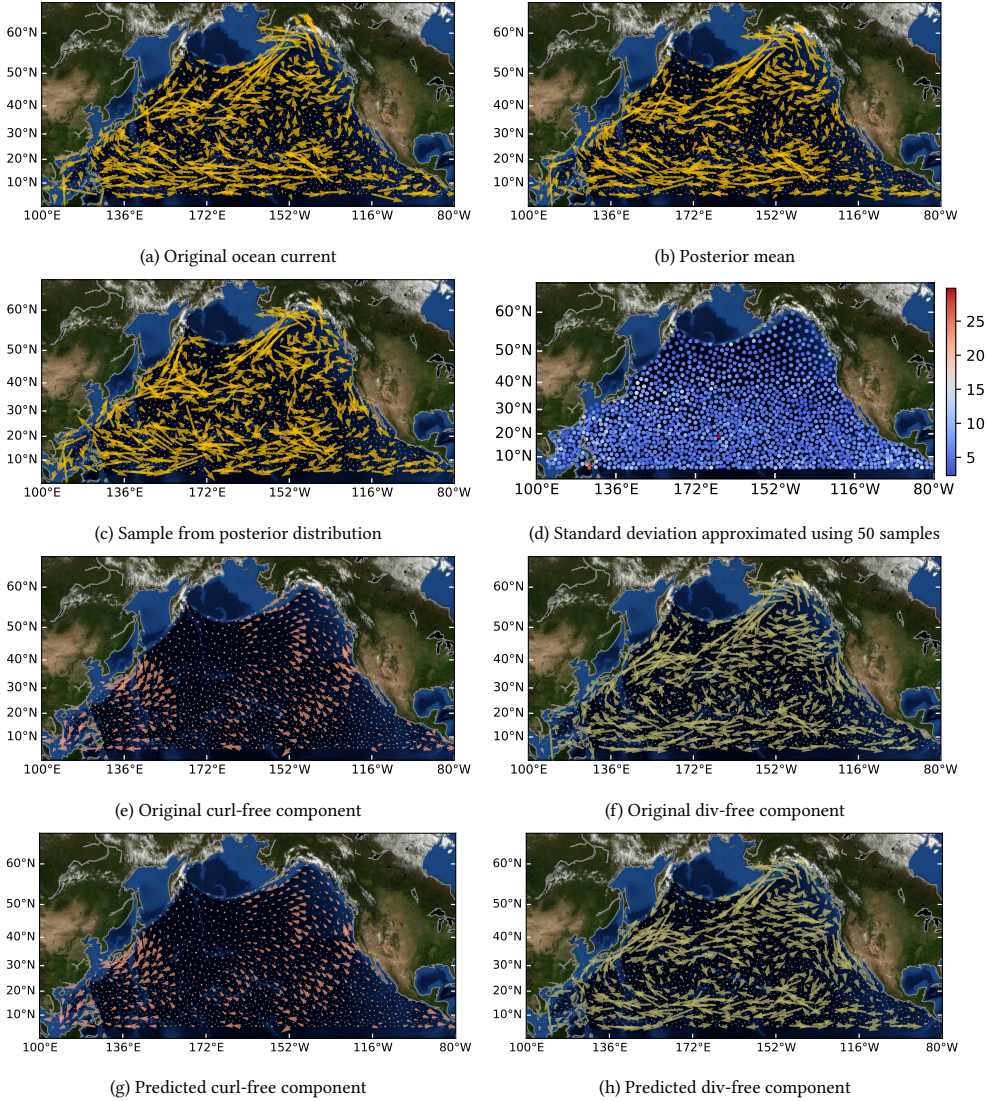 60°N
50°N
40°N
30°N
20°N
10°N
100°E 136°E 172°E 152°W 116°W 80°W
(a) Original ocean current
60°N
50°N
40°N
30°N
20°N
10°N
100°E 136°E 172°E 152°W 116°W 80°W
(b) Posterior mean
60°N
50°N
40°N
30°N
20°N
10°N
100°E 136°E 172°E 152°W 116°W 80°W
(c) Sample from posterior distribution
60°N
50°N
40°N
30°N
20°N
10°N
100°E 136°E 172°E 152°W 116°W 80°W
25
20
15
10
5
(d) Standard deviation approximated using 50 samples
60°N
50°N
40°N
30°N
20°N
10°N
100°E 136°E 172°E 152°W 116°W 80°W
(e) Original curl-free component
60°N
50°N
40°N
30°N
20°N
10°N
100°E 136°E 172°E 152°W 116°W 80°W
(f) Original div-free component
60°N
50°N
40°N
30°N
20°N
10°N
100°E 136°E 172°E 152°W 116°W 80°W
(g) Predicted curl-free component
60°N
50°N
40°N
30°N
20°N
10°N
100°E 136°E 172°E 152°W 116°W 80°W
(h) Predicted div-free component